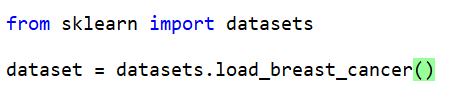 from sklearn import datasets
dataset = datasets.load_breast_cancer()